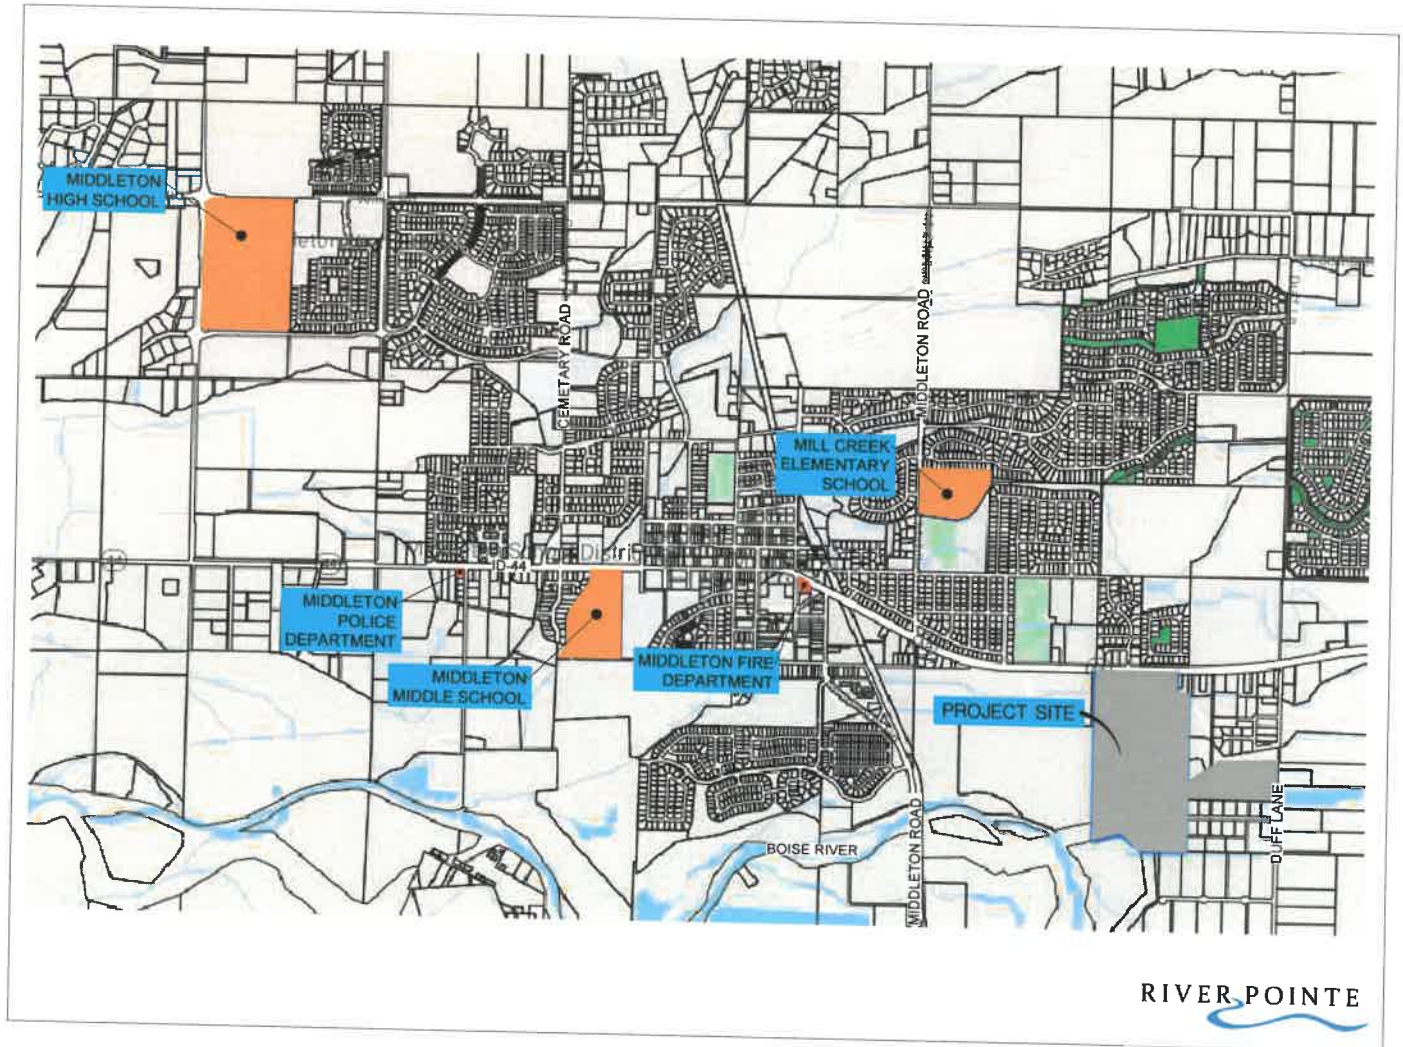 MIDDLETON
HIGH SCHOOL
CEMETARY ROAD
MIDDLETON ROAD
MILL CREEK
ELEMENTARY
SCHOOL
ID-44
MIDDLETON
POLICE
DEPARTMENT
MIDDLETON
MIDDLE SCHOOL
MIDDLETON FIRE
DEPARTMENT
PROJECT SITE
DUFF LANE
MIDDLETON ROAD
BOISE RIVER
RIVER POINTE